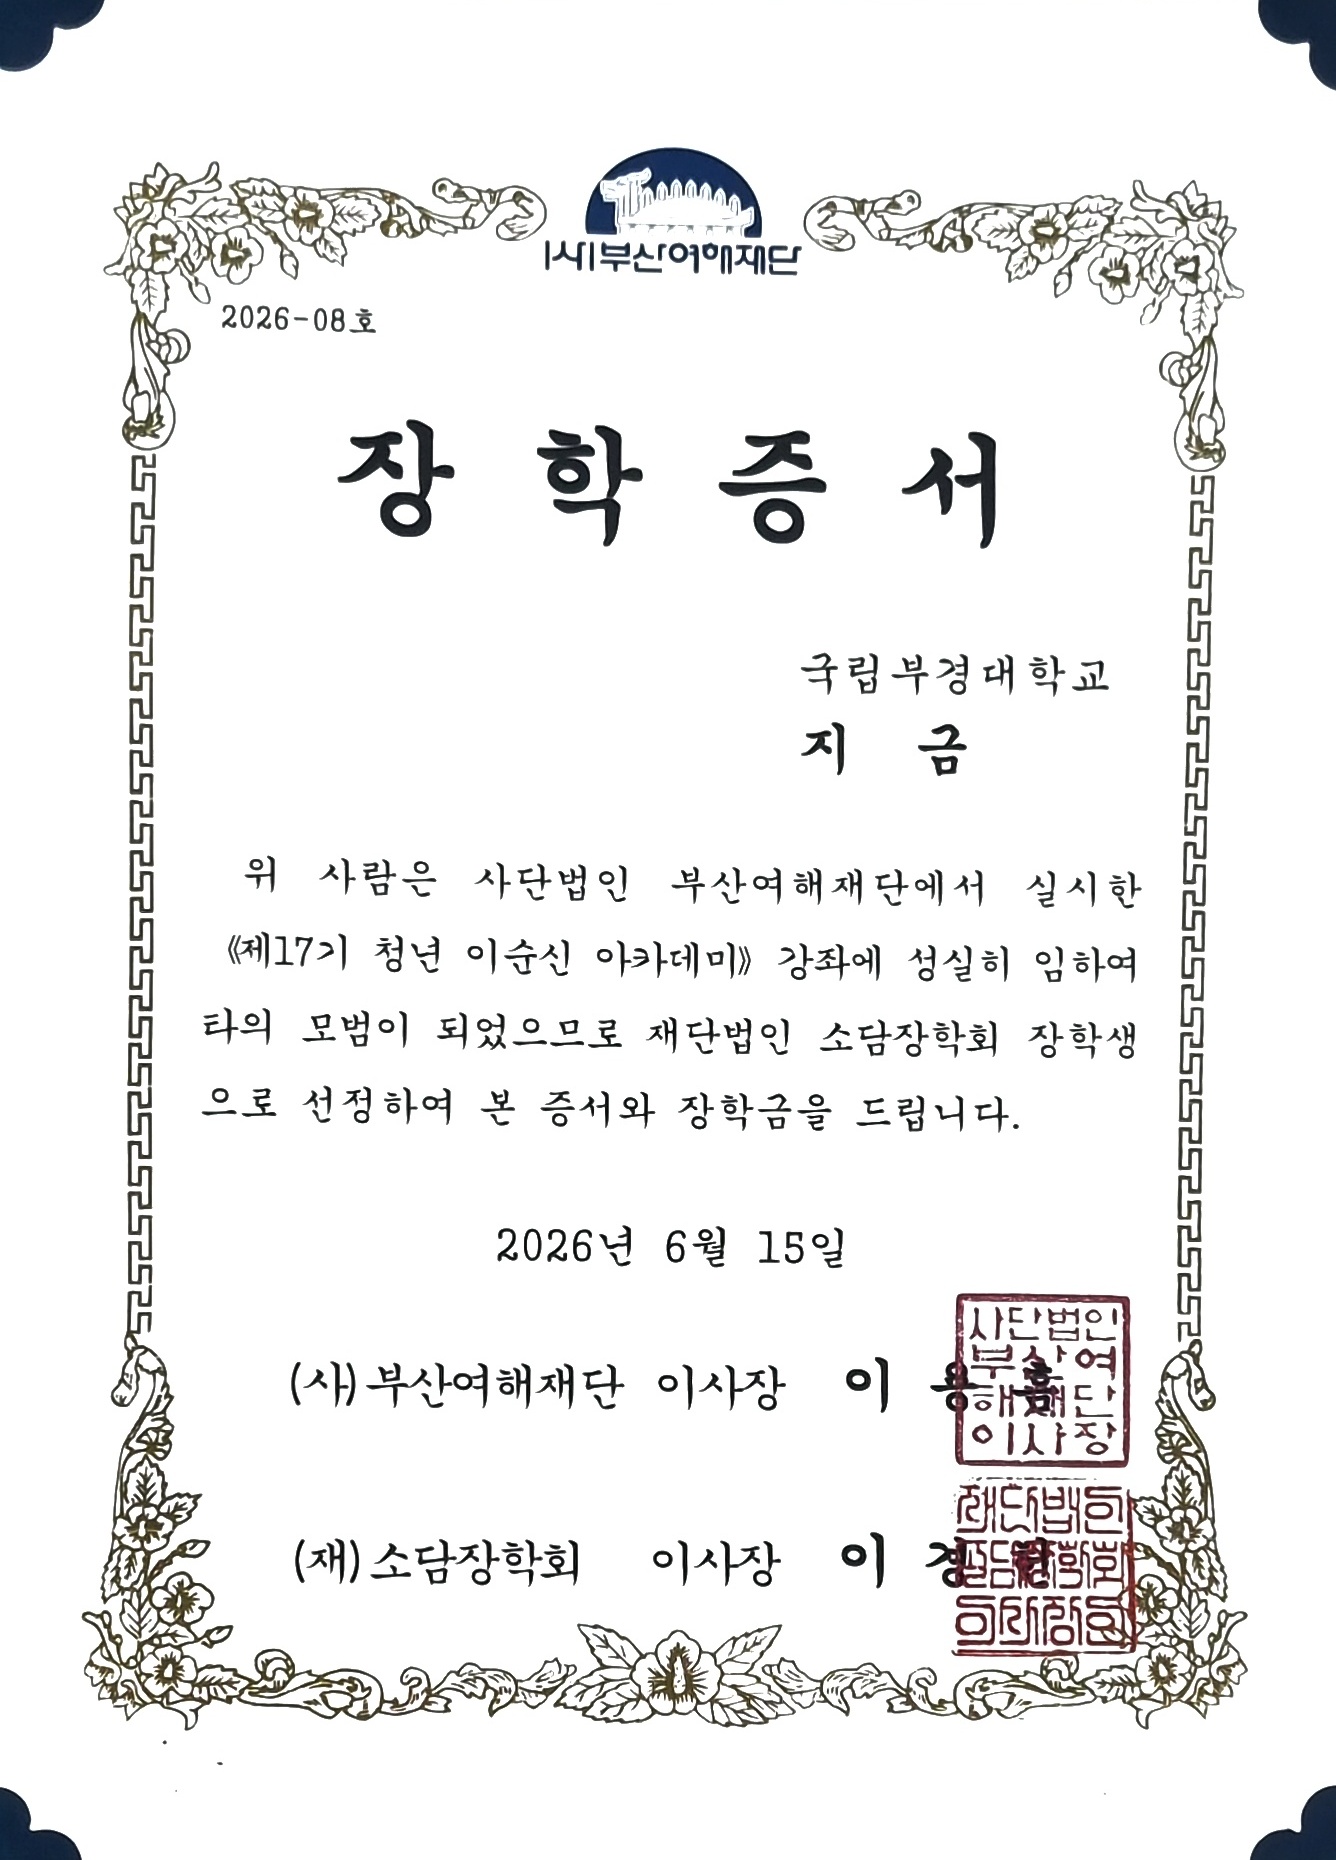 (사)부산여해재단
2026-08호
장 학 증 서
국립부경대학교
지 금
위 사람은 사단법인 부산여해재단에서 실시한
《제17기 청년 이순신 아카데미》 강좌에 성실히 임하여
타의 모범이 되었으므로 재단법인 소담장학회 장학생
으로 선정하여 본 증서와 장학금을 드립니다.
2026년 6월 15일
(사)부산여해재단 이사장 이 용 흠
사단법인
부산여
해재단
이사장
(재)소담장학회 이사장 이